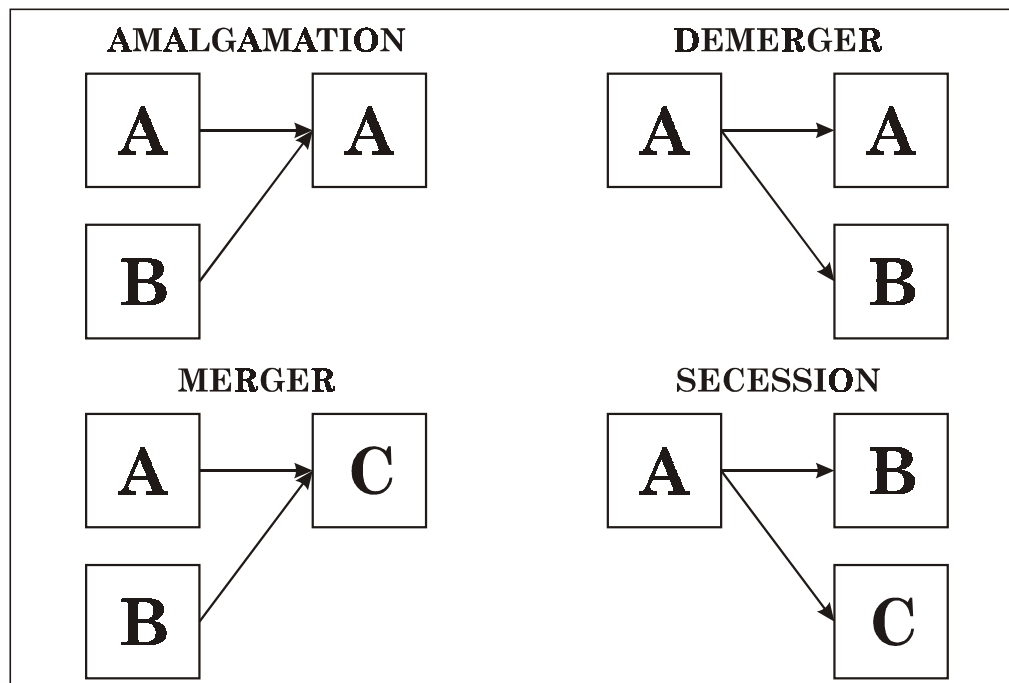 AMALGAMATION
A A
B
DEMERGER
A A
B
MERGER
A C
B
SECESSION
A B
C